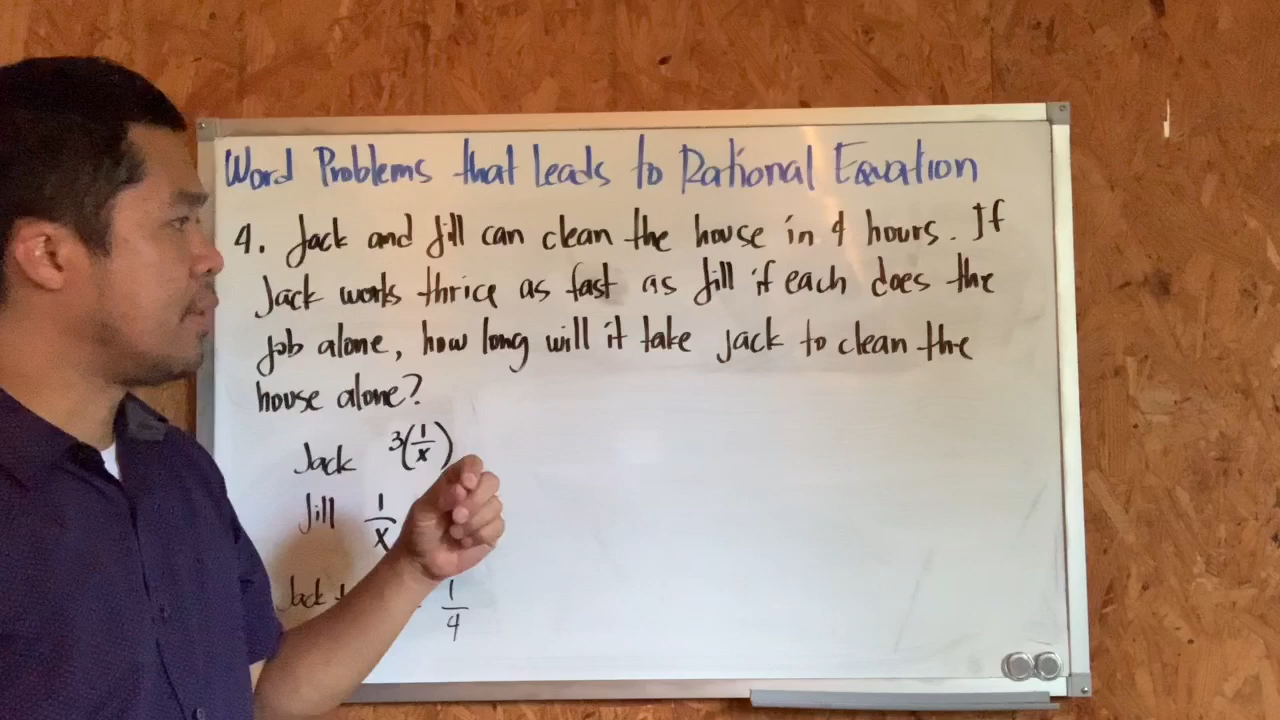 Word Problems that leads to Rational Equation
4. Jack and Jill can clean the house in 4 hours. If
Jack works thrice as fast as Jill if each does the
job alone, how long will it take Jack to clean the
house alone?
Jack 3(1/x)
Jill 1/x
Jack 1/4